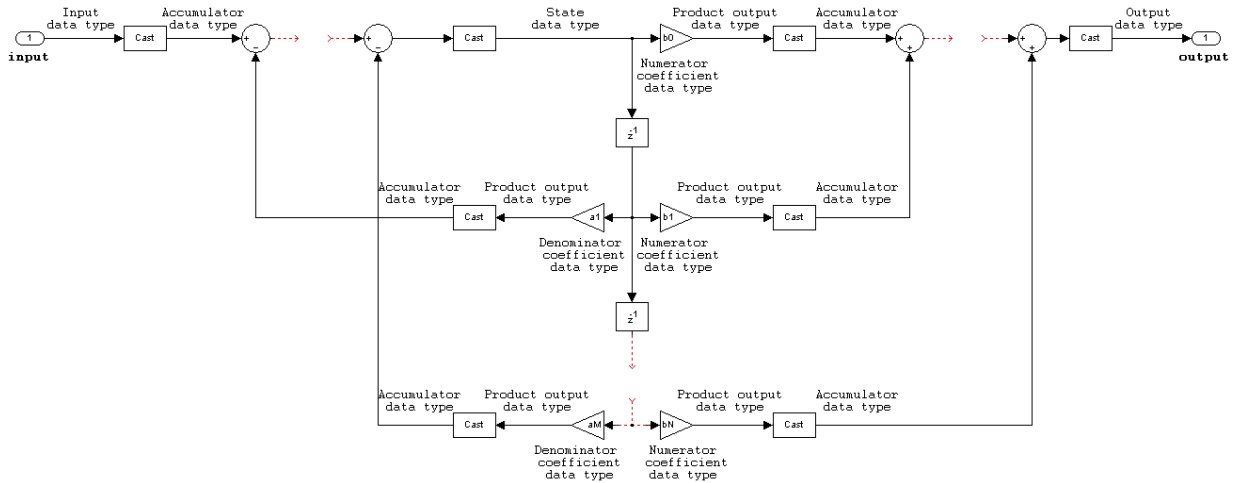 Input
data type
Accumulator
data type
State
data type
Product output
data type
Accumulator
data type
Output
data type
1
input
Cast
+
−
+
−
Cast
b0
Cast
+
+
+
+
Cast
1
output
Numerator
coefficient
data type
z-1
Accumulator
data type
Product output
data type
Product output
data type
Accumulator
data type
Cast
a1
b1
Cast
Denominator
coefficient
data type
Numerator
coefficient
data type
z-1
Accumulator
data type
Product output
data type
Product output
data type
Accumulator
data type
Cast
aM
bN
Cast
Denominator
coefficient
data type
Numerator
coefficient
data type